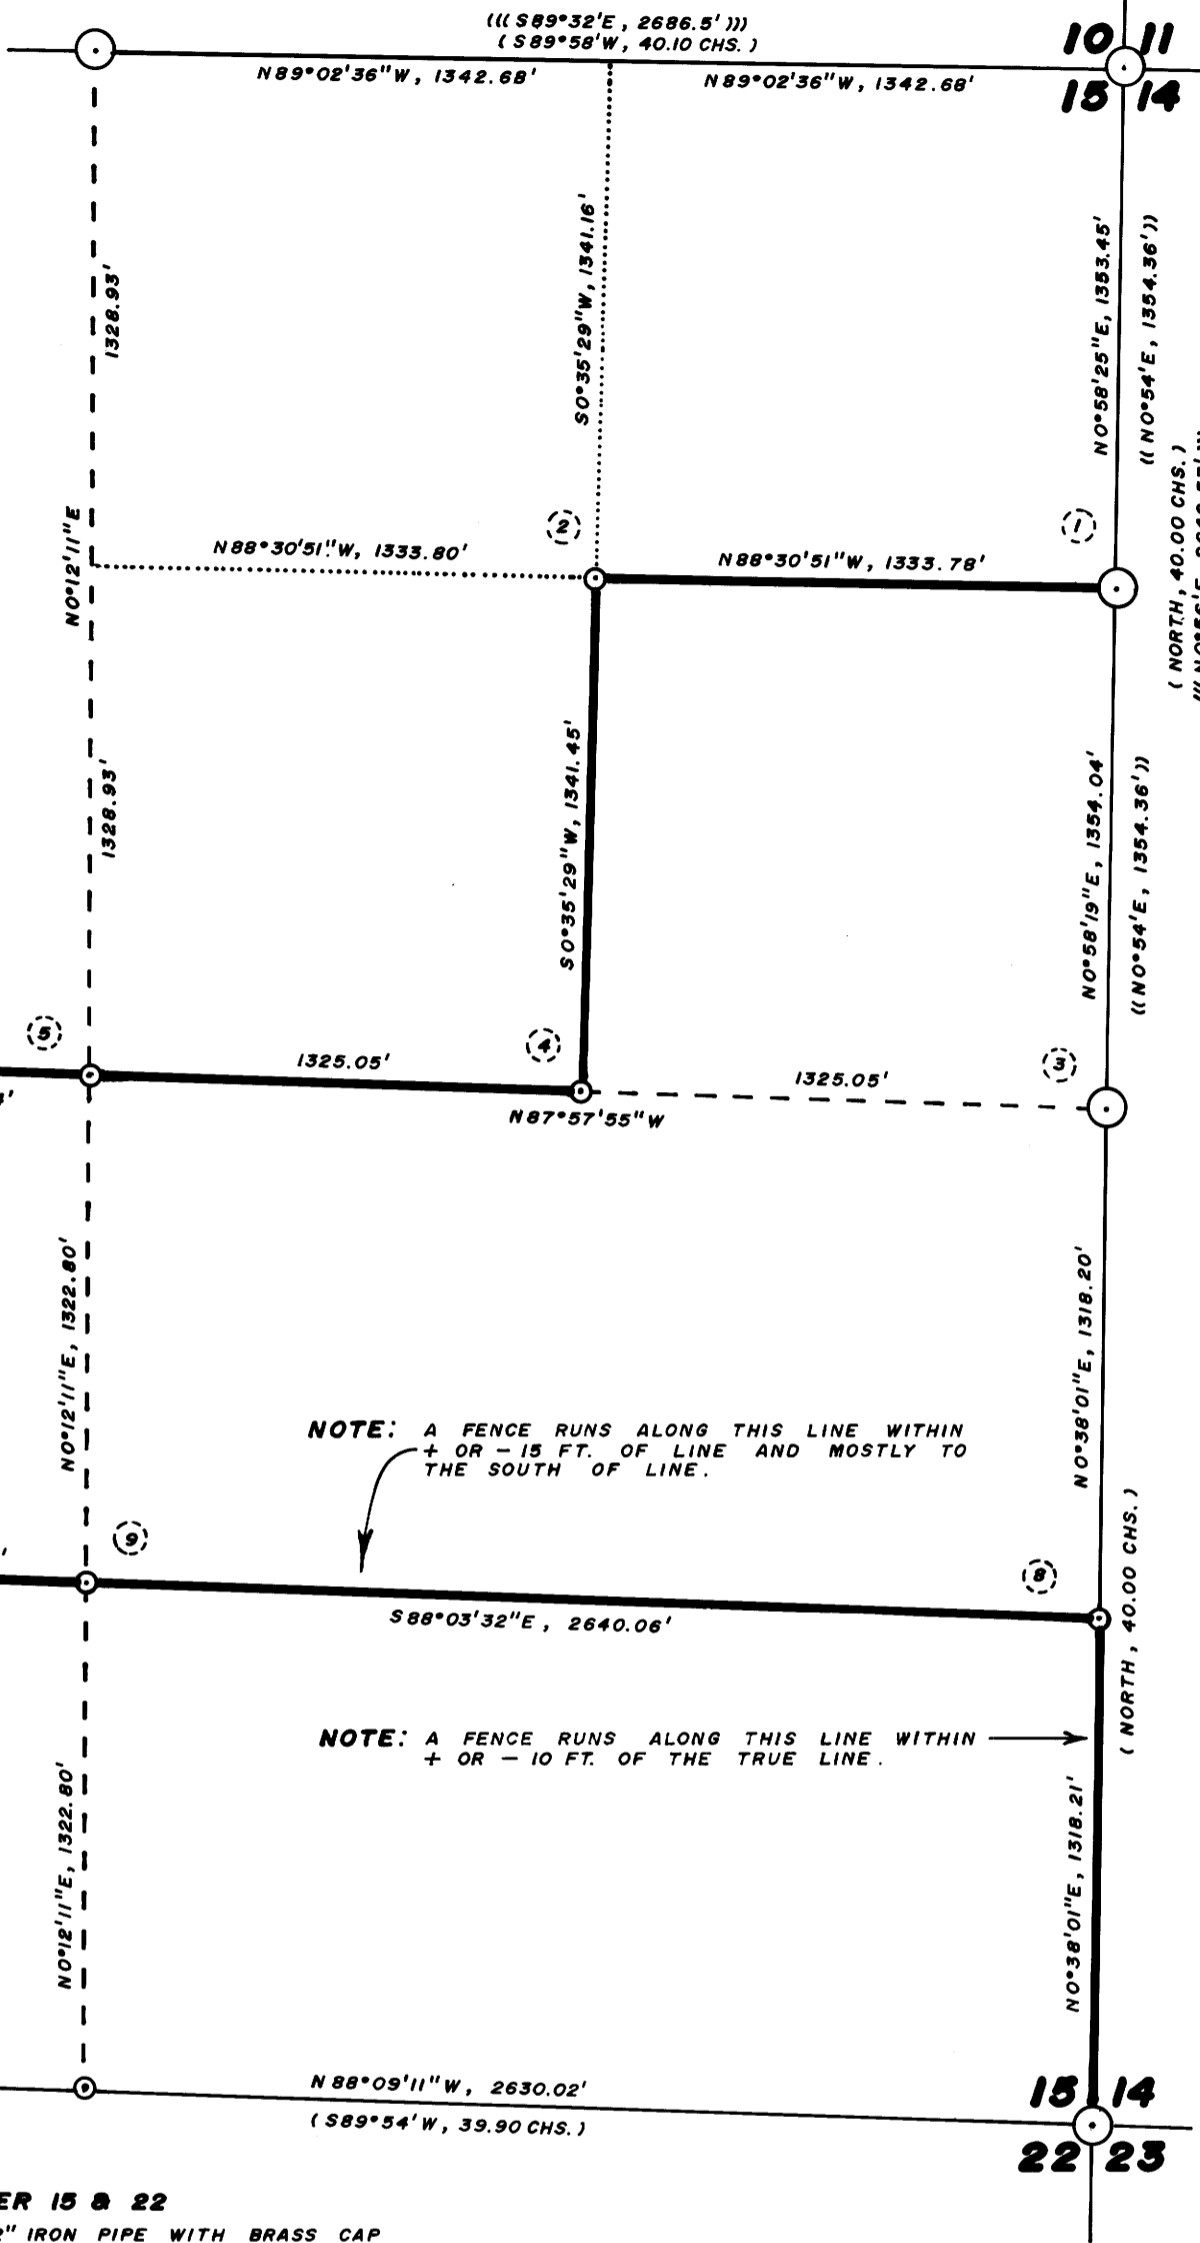 ((( S89°32'E, 2686.5' )))
( S89°58'W, 40.10 CHS. )
N89°02'36"W, 1342.68'
N89°02'36"W, 1342.68'
10 11
15 14
1328.93'
S0°35'29"W, 1341.16'
N0°58'25"E, 1353.45'
(( N0°54'E, 1354.36' ))
( NORTH, 40.00 CHS. )
N0°12'11"E
N88°30'51"W, 1333.80'
2
N88°30'51"W, 1333.78'
1
1328.93'
S0°35'29"W, 1341.45'
N0°58'19"E, 1354.04'
(( N0°54'E, 1354.36' ))
5
1325.05'
4
1325.05'
3
N87°57'55"W
N0°12'11"E, 1322.80'
N0°38'01"E, 1318.20'
NOTE: A FENCE RUNS ALONG THIS LINE WITHIN
+ OR - 15 FT. OF LINE AND MOSTLY TO
THE SOUTH OF LINE.
9
8
S88°03'32"E, 2640.06'
( NORTH, 40.00 CHS. )
NOTE: A FENCE RUNS ALONG THIS LINE WITHIN
+ OR - 10 FT. OF THE TRUE LINE.
N0°12'11"E, 1322.80'
N0°38'01"E, 1318.21'
N88°09'11"W, 2630.02'
( S89°54'W, 39.90 CHS. )
15 14
22 23
ER 15 & 22
2" IRON PIPE WITH BRASS CAP